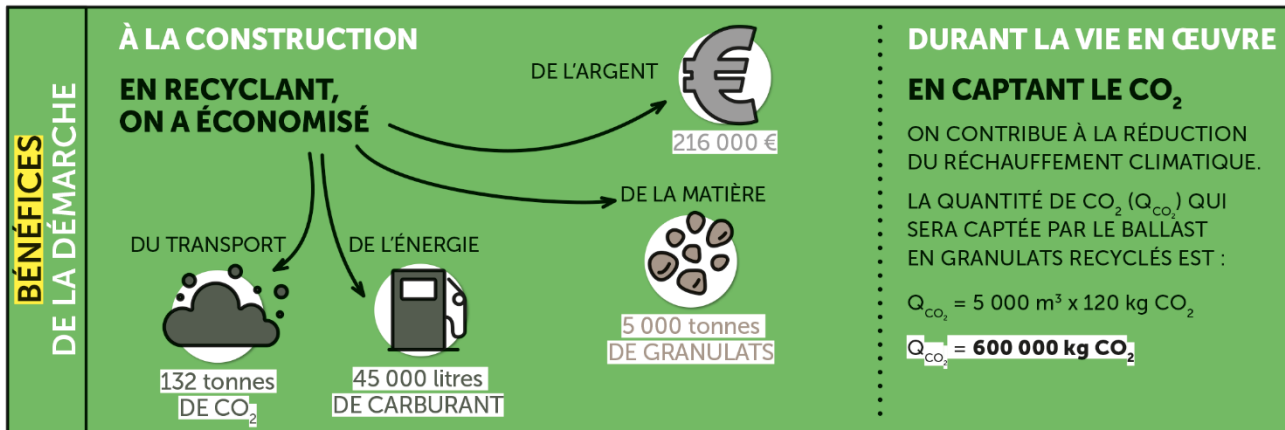 BÉNÉFICES
DE LA DÉMARCHE
À LA CONSTRUCTION
EN RECYCLANT,
ON A ÉCONOMISÉ
DE L'ARGENT
216 000 €
DE LA MATIÈRE
5 000 tonnes
DE GRANULATS
DU TRANSPORT
132 tonnes
DE CO₂
DE L'ÉNERGIE
45 000 litres
DE CARBURANT
DURANT LA VIE EN ŒUVRE
EN CAPTANT LE CO₂
ON CONTRIBUE À LA RÉDUCTION
DU RÉCHAUFFEMENT CLIMATIQUE.
LA QUANTITÉ DE CO₂ (Q_CO₂) QUI
SERA CAPTÉE PAR LE BALLAST
EN GRANULATS RECYCLÉS EST :
Q_CO₂ = 5 000 m³ x 120 kg CO₂
Q_CO₂ = 600 000 kg CO₂